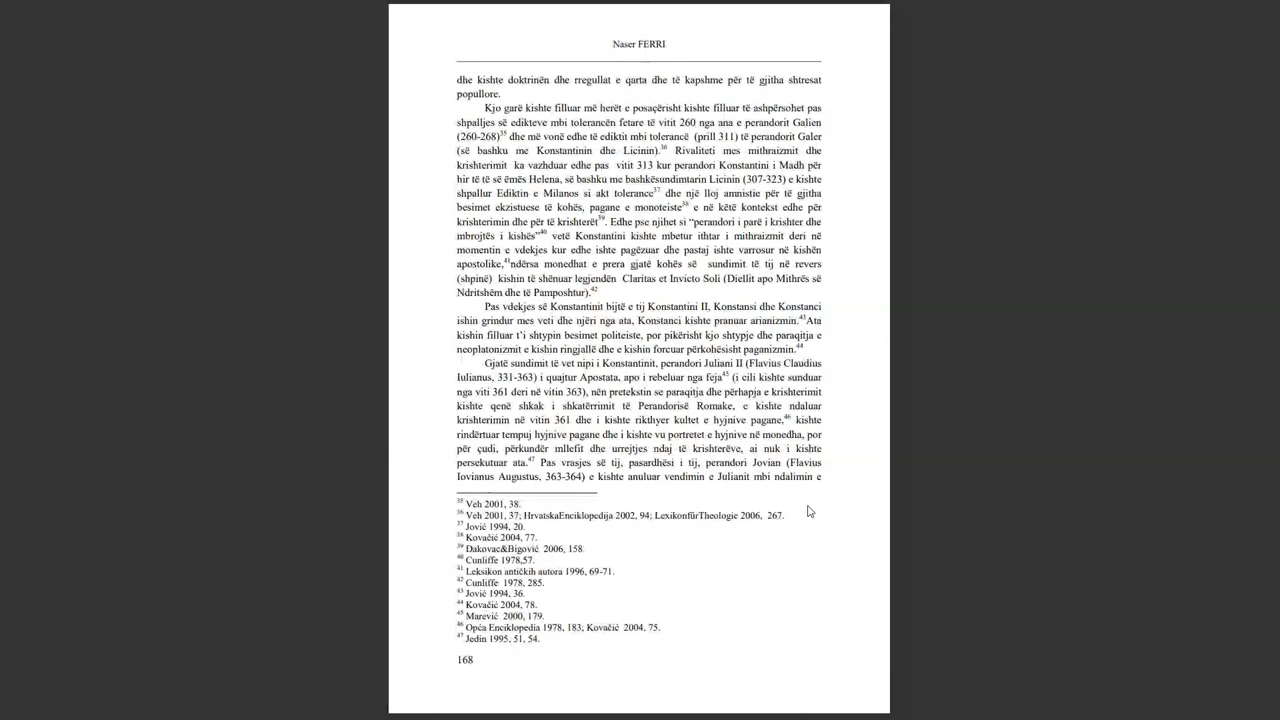 Naser FERRI
dhe kishte doktrinën dhe rregullat e qarta dhe të kapshme për të gjitha shtresat
popullore.
Kjo garë kishte filluar më herët e posaçërisht kishte filluar të ashpërsohet pas
shpalljes së edikteve mbi tolerancën fetare të vitit 260 nga ana e perandorit Galien
(260-268)³⁵ dhe më vonë edhe të ediktit mbi tolerancë (prill 311) të perandorit Galer
(së bashku me Konstantinin dhe Licinin).³⁶ Rivaliteti mes mithraizmit dhe
krishterimit ka vazhduar edhe pas vitit 313 kur perandori Konstantini i Madh për
hir të të së ëmës Helena, së bashku me bashkësundimtarin Licinin (307-323) e kishte
shpallur Ediktin e Milanos si akt tolerance³⁷ dhe një lloj amnistie për të gjitha
besimet ekzistuese të kohës, pagane e monoteiste³⁸ e në këtë kontekst edhe për
krishterimin dhe për të krishterët³⁹. Edhe pse njihet si “perandori i parë i krishter dhe
mbrojtës i kishës”⁴⁰ vetë Konstantini kishte mbetur ithtar i mithraizmit deri në
momentin e vdekjes kur edhe ishte pagëzuar dhe pastaj ishte varrosur në kishën
apostolike,⁴¹ndërsa monedhat e prera gjatë kohës së sundimit të tij në revers
(shpinë) kishin të shënuar legjendën Claritas et Invicto Soli (Diellit apo Mithrës së
Ndritshëm dhe të Pamposhtur).⁴²
Pas vdekjes së Konstantinit bijtë e tij Konstantini II, Konstansi dhe Konstanci
ishin grindur mes veti dhe njëri nga ata, Konstanci kishte pranuar arianizmin.⁴³Ata
kishin filluar t’i shtypin besimet politeiste, por pikërisht kjo shtypje dhe paraqitja e
neoplatonizmit e kishin ringjallë dhe e kishin forcuar përkohësisht paganizmin.⁴⁴
Gjatë sundimit të vet nipi i Konstantinit, perandori Juliani II (Flavius Claudius
Iulianus, 331-363) i quajtur Apostata, apo i rebeluar nga feja⁴⁵ (i cili kishte sunduar
nga viti 361 deri në vitin 363), nën pretekstin se paraqitja dhe përhapja e krishterimit
kishte qenë shkak i shkatërrimit të Perandorisë Romake, e kishte ndaluar
krishterimin në vitin 361 dhe i kishte rikthyer kultet e hyjnive pagane,⁴⁶ kishte
rindërtuar tempuj hyjnive pagane dhe i kishte vu portretet e hyjnive në monedha, por
për çudi, përkundër mllefit dhe urrejtjes ndaj të krishterëve, ai nuk i kishte
persekutuar ata.⁴⁷ Pas vrasjes së tij, pasardhësi i tij, perandori Jovian (Flavius
Iovianus Augustus, 363-364) e kishte anuluar vendimin e Julianit mbi ndalimin e
³⁵ Veh 2001, 38.
³⁶ Veh 2001, 37; HrvatskaEnciklopedija 2002, 94; LexikonfürTheologie 2006, 267.
³⁷ Jović 1994, 20.
³⁸ Kovačić 2004, 77.
³⁹ Dakovac&Bigović 2006, 158.
⁴⁰ Cunliffe 1978,57.
⁴¹ Leksikon antičkih autora 1996, 69-71.
⁴² Cunliffe 1978, 285.
⁴³ Jović 1994, 36.
⁴⁴ Kovačić 2004, 78.
⁴⁵ Marević 2000, 179.
⁴⁶ Opća Enciklopedia 1978, 183; Kovačić 2004, 75.
⁴⁷ Jedin 1995, 51, 54.
168